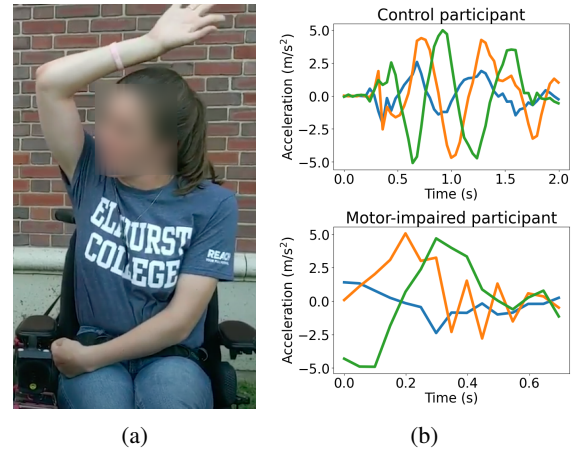 ELMHURST
COLLEGE
REACH
(a)
Control participant
Acceleration (m/s²)
5.0
2.5
0.0
−2.5
−5.0
0.0 0.5 1.0 1.5 2.0
Time (s)
Motor-impaired participant
Acceleration (m/s²)
5.0
2.5
0.0
−2.5
−5.0
0.0 0.2 0.4 0.6
Time (s)
(b)